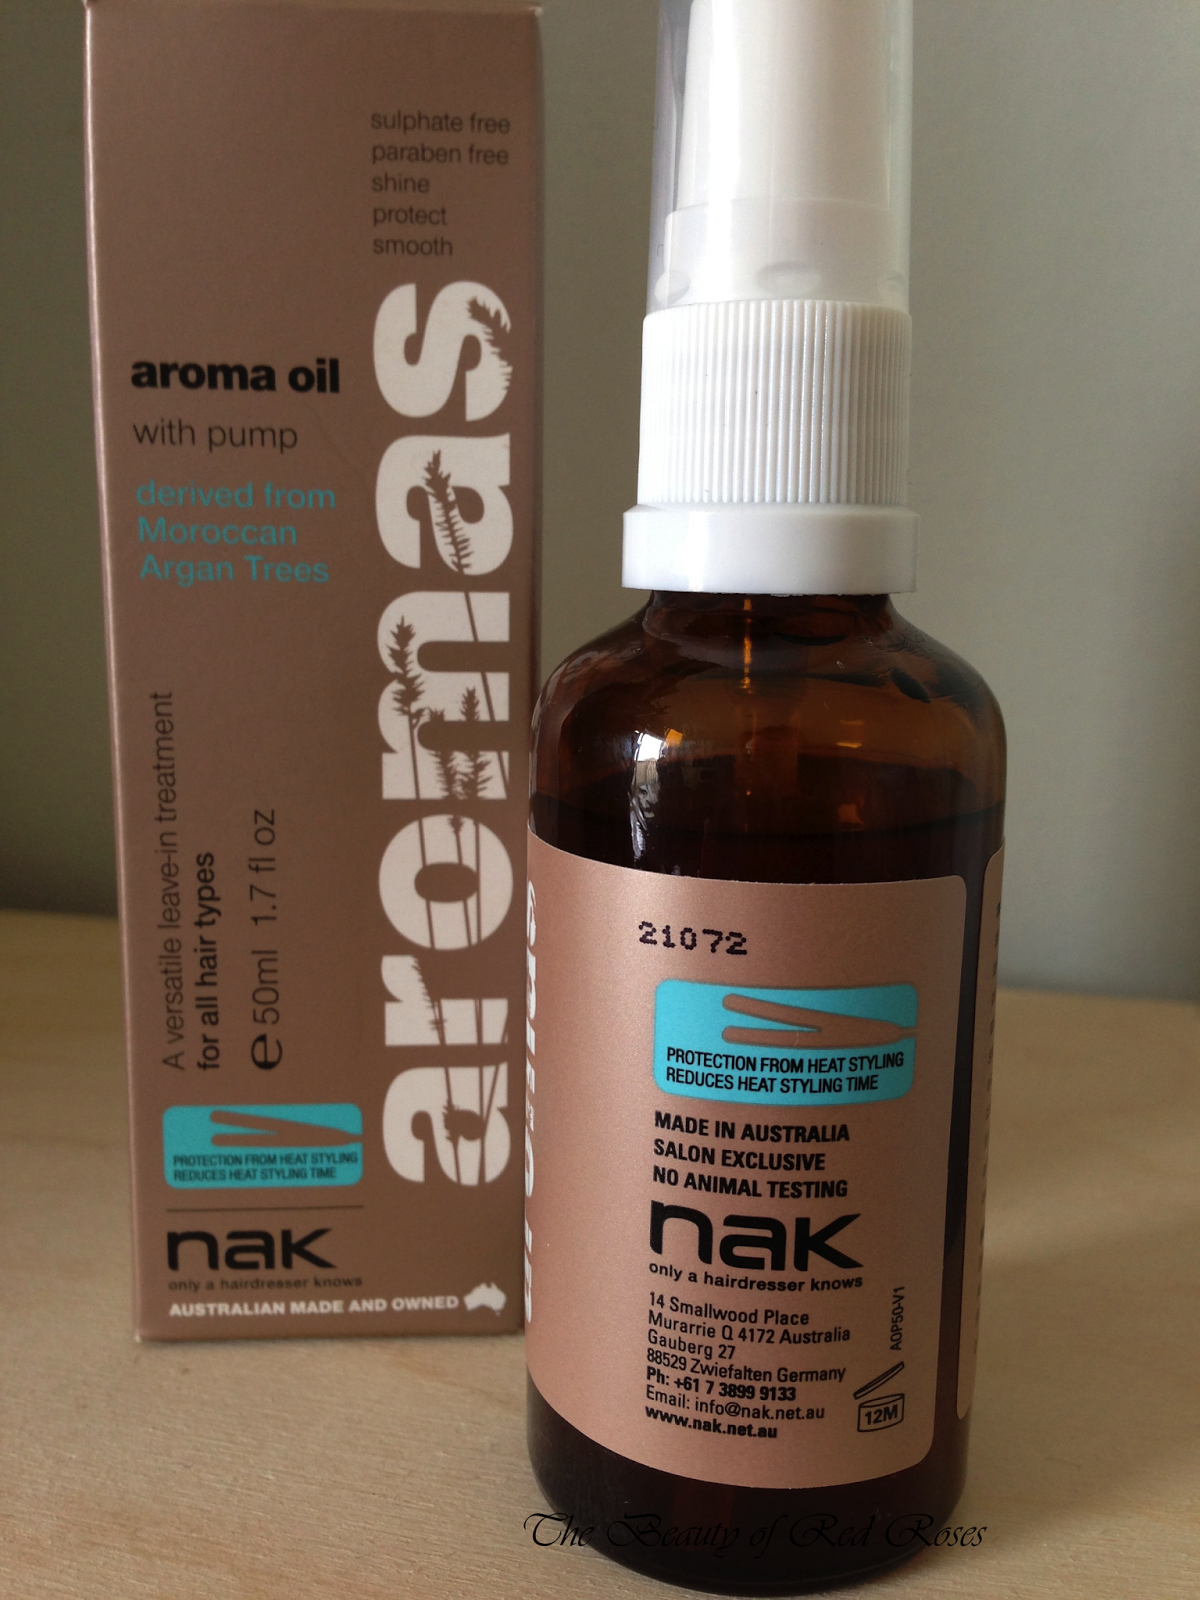 sulphate free
paraben free
shine
protect
smooth
aromas
aroma oil
with pump
derived from
Moroccan
Argan Trees
A versatile leave-in treatment
for all hair types
e 50ml 1.7 fl oz
PROTECTION FROM HEAT STYLING
REDUCES HEAT STYLING TIME
nak
only a hairdresser knows
AUSTRALIAN MADE AND OWNED
21072
PROTECTION FROM HEAT STYLING
REDUCES HEAT STYLING TIME
MADE IN AUSTRALIA
SALON EXCLUSIVE
NO ANIMAL TESTING
nak
only a hairdresser knows
14 Smallwood Place
Murarrie Q 4172 Australia
Gauberg 27
88529 Zwiefalten Germany
Ph: +61 7 3899 9133
Email: info@nak.net.au
www.nak.net.au
AOP50-V1
12M
The Beauty of Red Roses